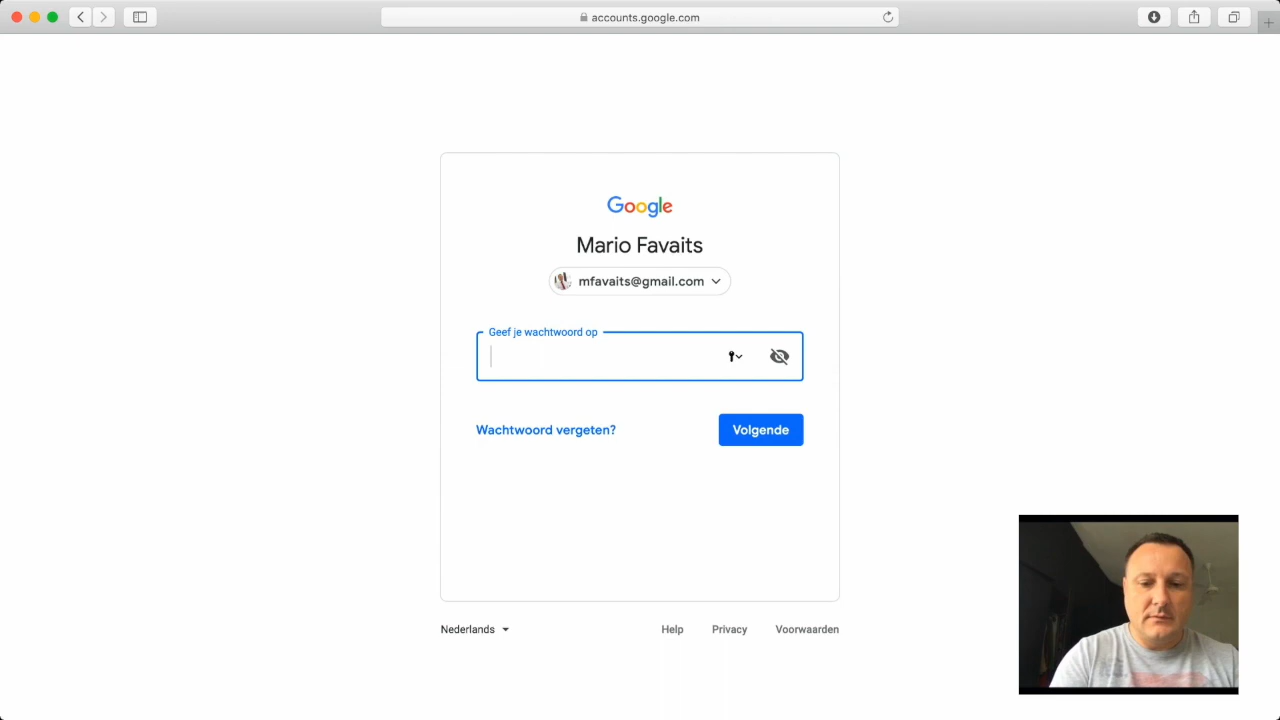 accounts.google.com
Google
Mario Favaits
mfavaits@gmail.com
Geef je wachtwoord op
Wachtwoord vergeten?
Volgende
Nederlands
Help
Privacy
Voorwaarden